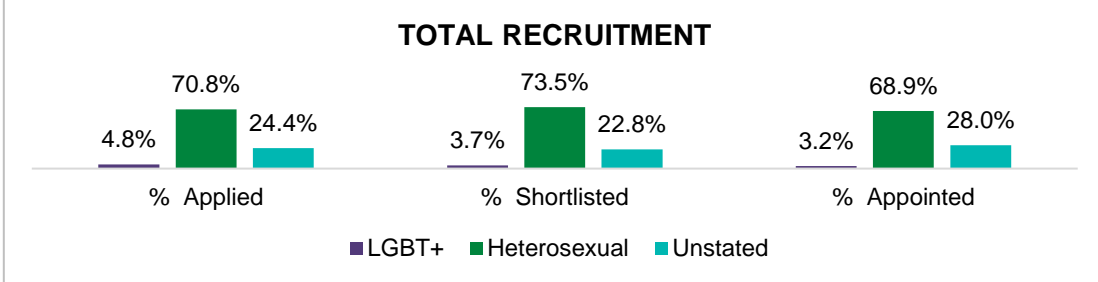 TOTAL RECRUITMENT
4.8% 70.8% 24.4% 3.7% 73.5% 22.8% 3.2% 68.9% 28.0%
% Applied % Shortlisted % Appointed
LGBT+ Heterosexual Unstated